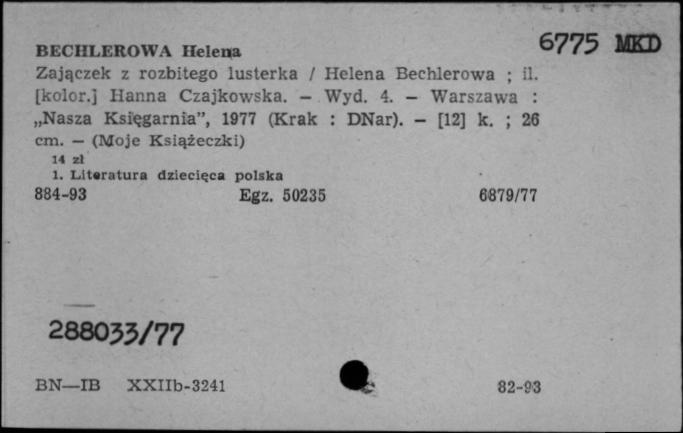 6775 MKD
BECHLEROWA Helena
Zajączek z rozbitego lusterka / Helena Bechlerowa ; il.
[kolor.] Hanna Czajkowska. — Wyd. 4. — Warszawa :
„Nasza Księgarnia”, 1977 (Krak : DNar). — [12] k. ; 26
cm. — (Moje Książeczki)
14 zł
1. Literatura dziecięca polska
884-93 Egz. 50235 6879/77
288033/77
BN—IB XXIIb-3241 82-93